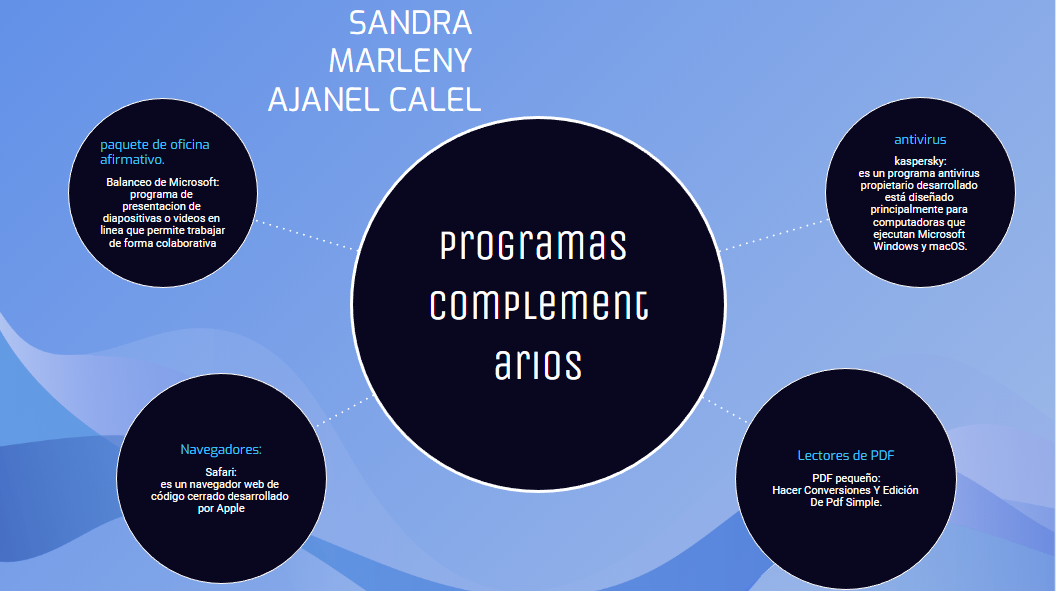 SANDRA
MARLENY
AJANEL CALEL
paquete de oficina
afirmativo.
Balanceo de Microsoft:
programa de
presentacion de
diapositivas o videos en
linea que permite trabajar
de forma colaborativa
antivirus
kaspersky:
es un programa antivirus
propietario desarrollado
está diseñado
principalmente para
computadoras que
ejecutan Microsoft
Windows y macOS.
Programas
complement
arios
Navegadores:
Safari:
es un navegador web de
código cerrado desarrollado
por Apple
Lectores de PDF
PDF pequeño:
Hacer Conversiones Y Edición
De Pdf Simple.